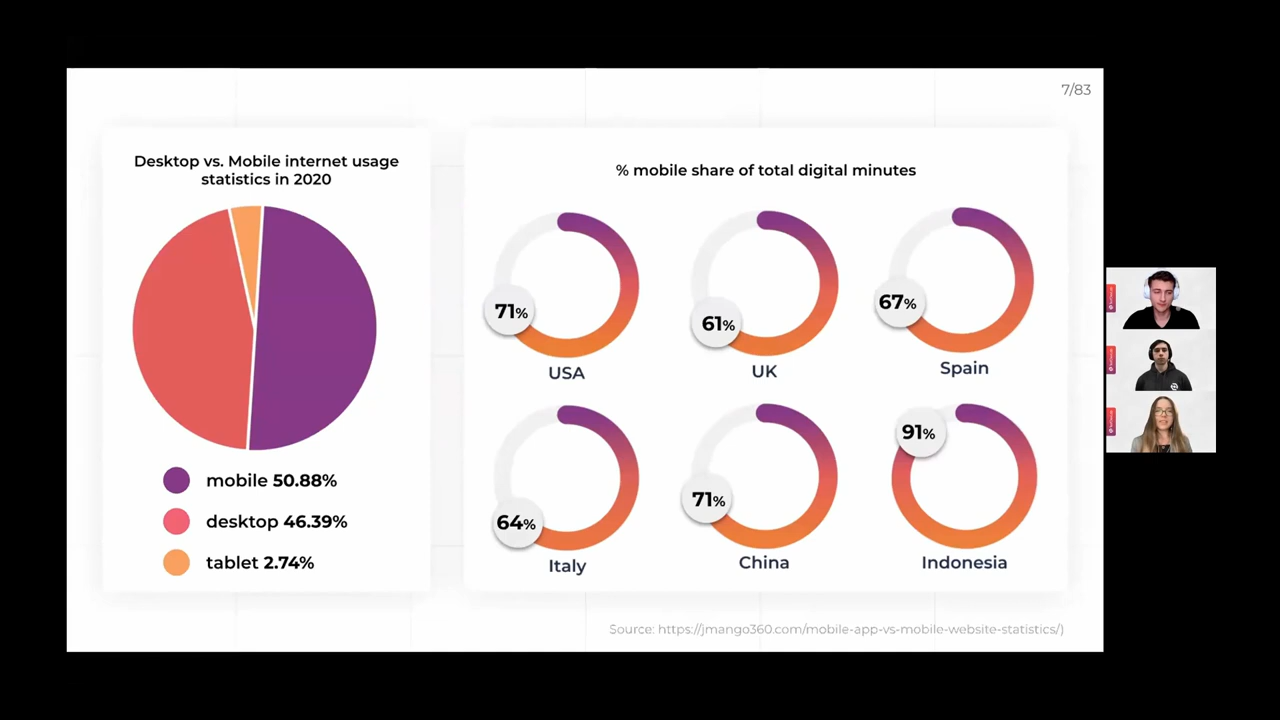 7/83
Desktop vs. Mobile internet usage
statistics in 2020
mobile 50.88%
desktop 46.39%
tablet 2.74%
% mobile share of total digital minutes
71%
USA
61%
UK
67%
Spain
64%
Italy
71%
China
91%
Indonesia
Source: https://jmango360.com/mobile-app-vs-mobile-website-statistics/)